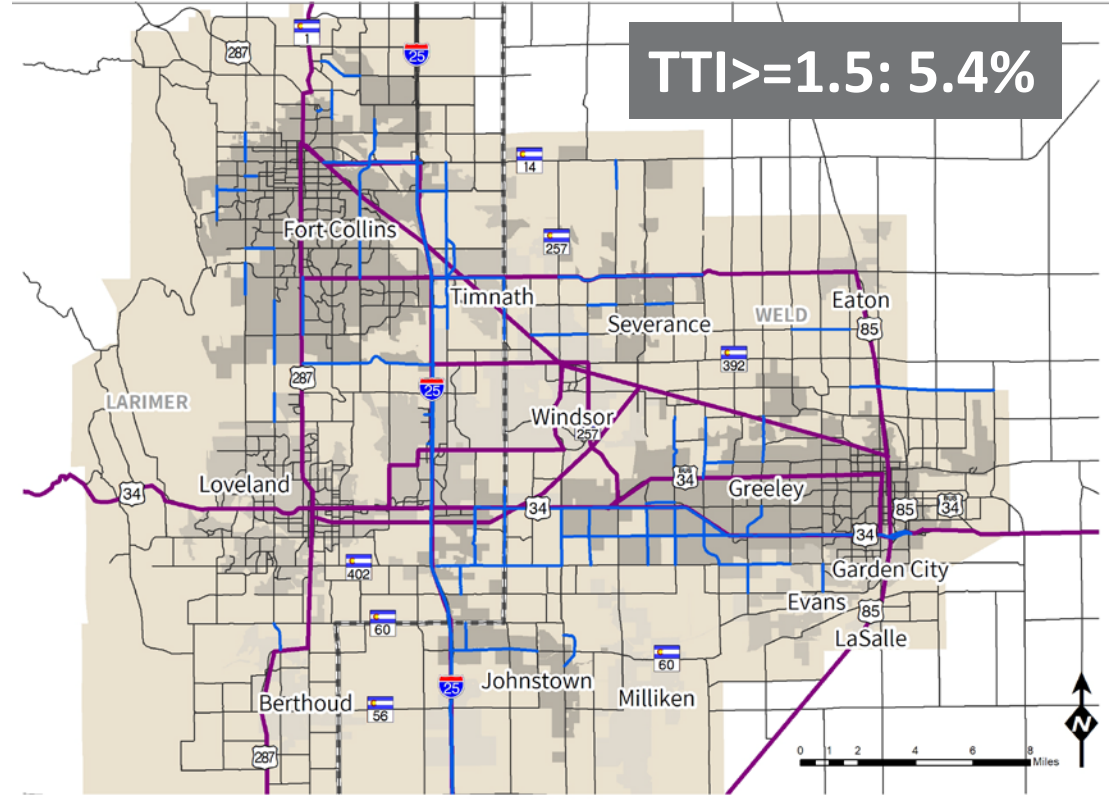 1
287
25
TTI>=1.5: 5.4%
14
257
Fort Collins
Timnath
Severance
WELD
Eaton
85
392
287
25
LARIMER
Windsor
257
Loveland
34
34
BUS
34
Greeley
85
BUS
34
34
402
Garden City
Evans
85
60
LaSalle
60
Johnstown
25
Milliken
Berthoud
56
287
N
0 1 2 4 6 8
Miles